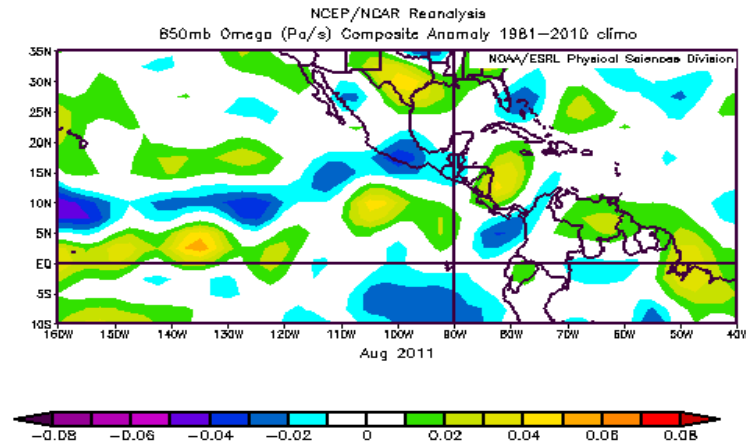 NCEP/NCAR Reanalysis
850mb Omega (Pa/s) Composite Anomaly 1981-2010 climo
NOAA/ESRL Physical Sciences Division
35N
30N
25N
20N
15N
10N
5N
EQ
5S
10S
160W 150W 140W 130W 120W 110W 100W 90W 80W 70W 60W 50W 40W
Aug 2011
-0.08 -0.06 -0.04 -0.02 0 0.02 0.04 0.06 0.08